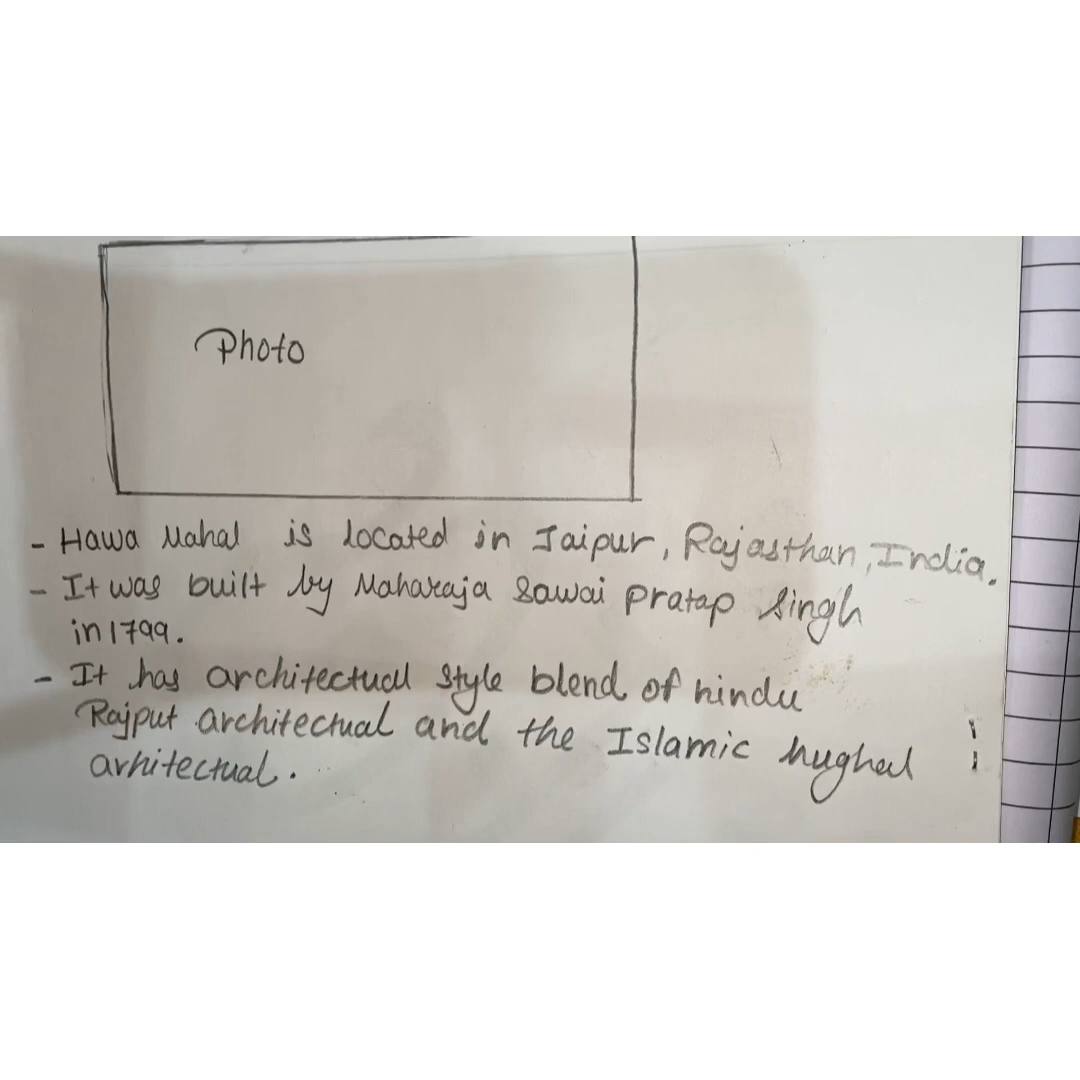 Photo
- Hawa Mahal is located in Jaipur, Rajasthan, India.
- It was built by Maharaja Sawai Pratap Singh
in 1799.
- It has architectual style blend of hindu
Rajput architectual and the Islamic Mughal
arhitectual.